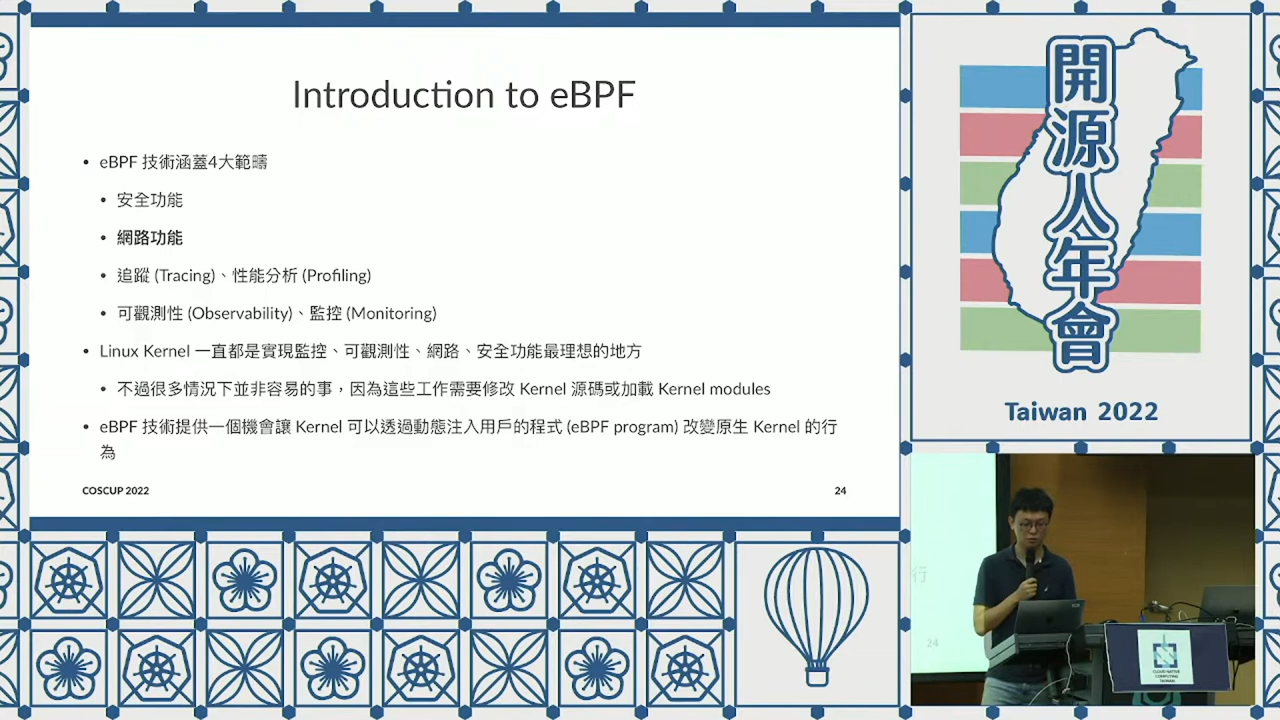 Introduction to eBPF
• eBPF 技術涵蓋4大範疇
• 安全功能
• 網路功能
• 追蹤 (Tracing)、性能分析 (Profiling)
• 可觀測性 (Observability)、監控 (Monitoring)
• Linux Kernel 一直都是實現監控、可觀測性、網路、安全功能最理想的地方
• 不過很多情況下並非容易的事，因為這些工作需要修改 Kernel 源碼或加載 Kernel modules
• eBPF 技術提供一個機會讓 Kernel 可以透過動態注入用戶的程式 (eBPF program) 改變原生 Kernel 的行
為
COSCUP 2022
24
開源人年會
Taiwan 2022
行
24
CLOUD NATIVE
COMPUTING
TAIWAN